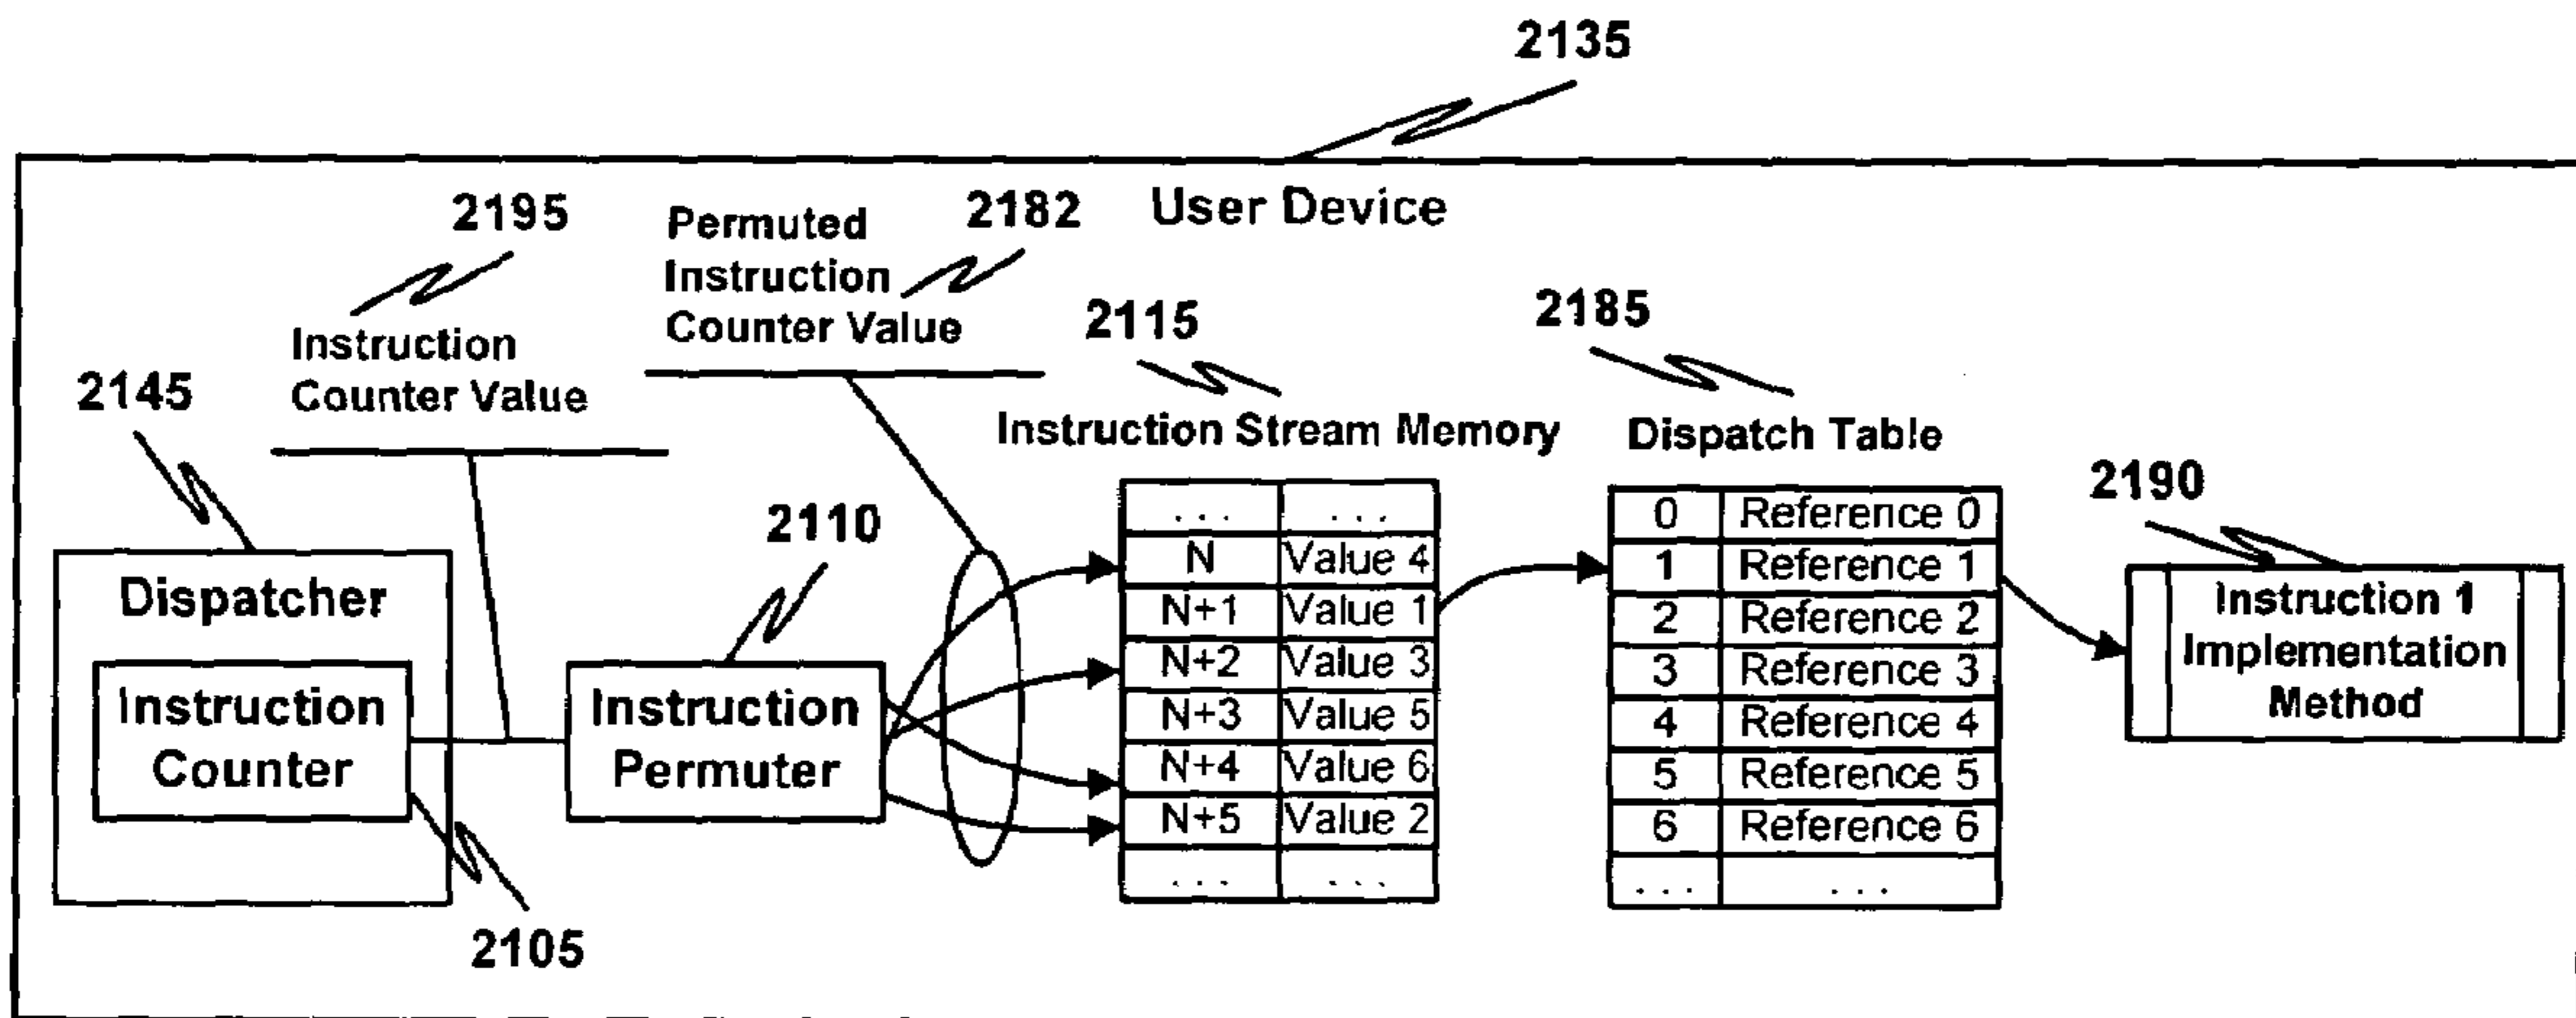 2135
User Device
2195
Permuted
Instruction
Counter Value
2182
Instruction
Counter Value
2115
2185
2145
Instruction Stream Memory
Dispatch Table
2190
2110
Dispatcher
Instruction
Counter
Instruction
Permuter
... ...
N Value 4
N+1 Value 1
N+2 Value 3
N+3 Value 5
N+4 Value 6
N+5 Value 2
... ...
0 Reference 0
1 Reference 1
2 Reference 2
3 Reference 3
4 Reference 4
5 Reference 5
6 Reference 6
... ...
Instruction 1
Implementation
Method
2105